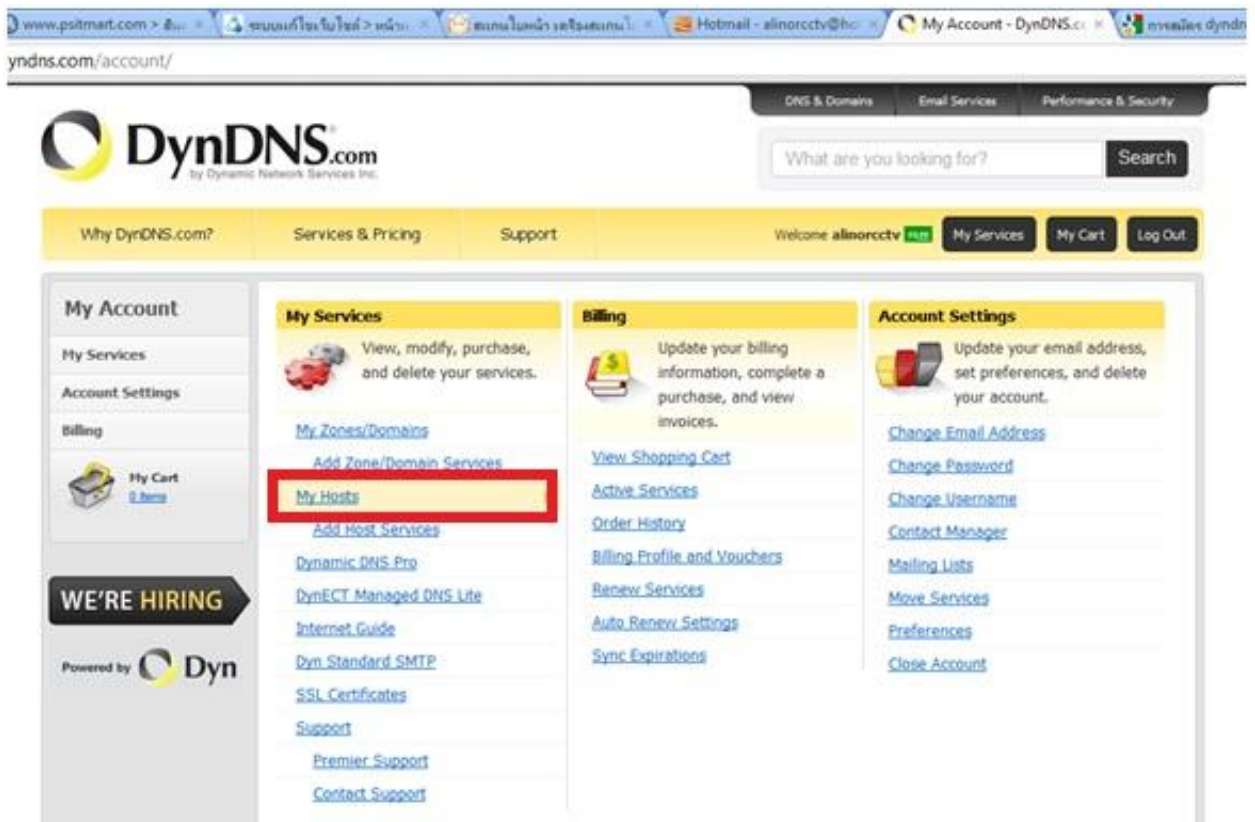 www.psitmart.com >
Hotmail - alinorcctv@ho
My Account - DynDNS.c
การสมัคร dyndn
yndns.com/account/
DNS & Domains
Email Services
Performance & Security
DynDNS.com
by Dynamic Network Services Inc.
What are you looking for?
Search
Why DynDNS.com?
Services & Pricing
Support
Welcome alinorcctv
My Services
My Cart
Log Out
My Account
My Services
Account Settings
Billing
My Cart
0 items
WE'RE HIRING
Powered by Dyn
My Services
View, modify, purchase,
and delete your services.
My Zones/Domains
Add Zone/Domain Services
My Hosts
Add Host Services
Dynamic DNS Pro
DynECT Managed DNS Lite
Internet Guide
Dyn Standard SMTP
SSL Certificates
Support
Premier Support
Contact Support
Billing
Update your billing
information, complete a
purchase, and view
invoices.
View Shopping Cart
Active Services
Order History
Billing Profile and Vouchers
Renew Services
Auto Renew Settings
Sync Expirations
Account Settings
Update your email address,
set preferences, and delete
your account.
Change Email Address
Change Password
Change Username
Contact Manager
Mailing Lists
Move Services
Preferences
Close Account